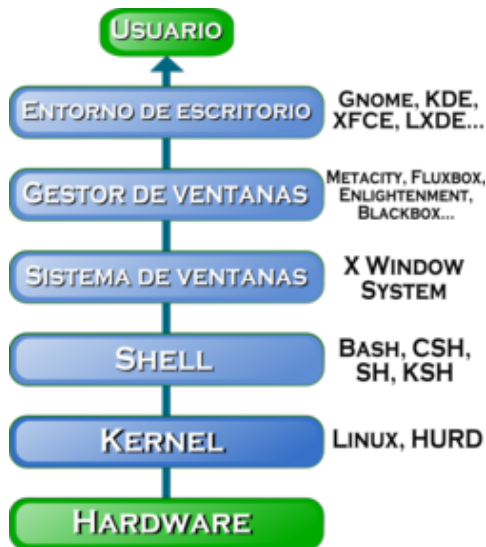 USUARIO
ENTORNO DE ESCRITORIO
GNOME, KDE,
XFCE, LXDE...
GESTOR DE VENTANAS
METACITY, FLUXBOX,
ENLIGHTENMENT,
BLACKBOX...
SISTEMA DE VENTANAS
X WINDOW
SYSTEM
SHELL
BASH, CSH,
SH, KSH
KERNEL
LINUX, HURD
HARDWARE